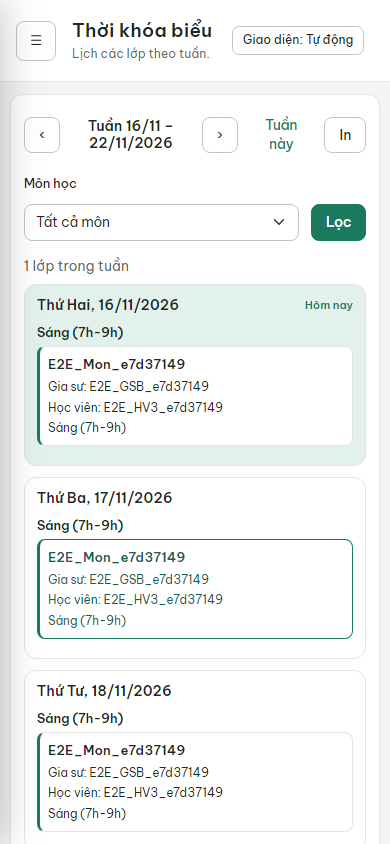 ☰
Thời khóa biểu
Lịch các lớp theo tuần.
Giao diện: Tự động
‹
Tuần 16/11 –
22/11/2026
›
Tuần
này
In
Môn học
Tất cả môn
Lọc
1 lớp trong tuần
Thứ Hai, 16/11/2026
Hôm nay
Sáng (7h-9h)
E2E_Mon_e7d37149
Gia sư: E2E_GSB_e7d37149
Học viên: E2E_HV3_e7d37149
Sáng (7h-9h)
Thứ Ba, 17/11/2026
Sáng (7h-9h)
E2E_Mon_e7d37149
Gia sư: E2E_GSB_e7d37149
Học viên: E2E_HV3_e7d37149
Sáng (7h-9h)
Thứ Tư, 18/11/2026
Sáng (7h-9h)
E2E_Mon_e7d37149
Gia sư: E2E_GSB_e7d37149
Học viên: E2E_HV3_e7d37149
Sáng (7h-9h)